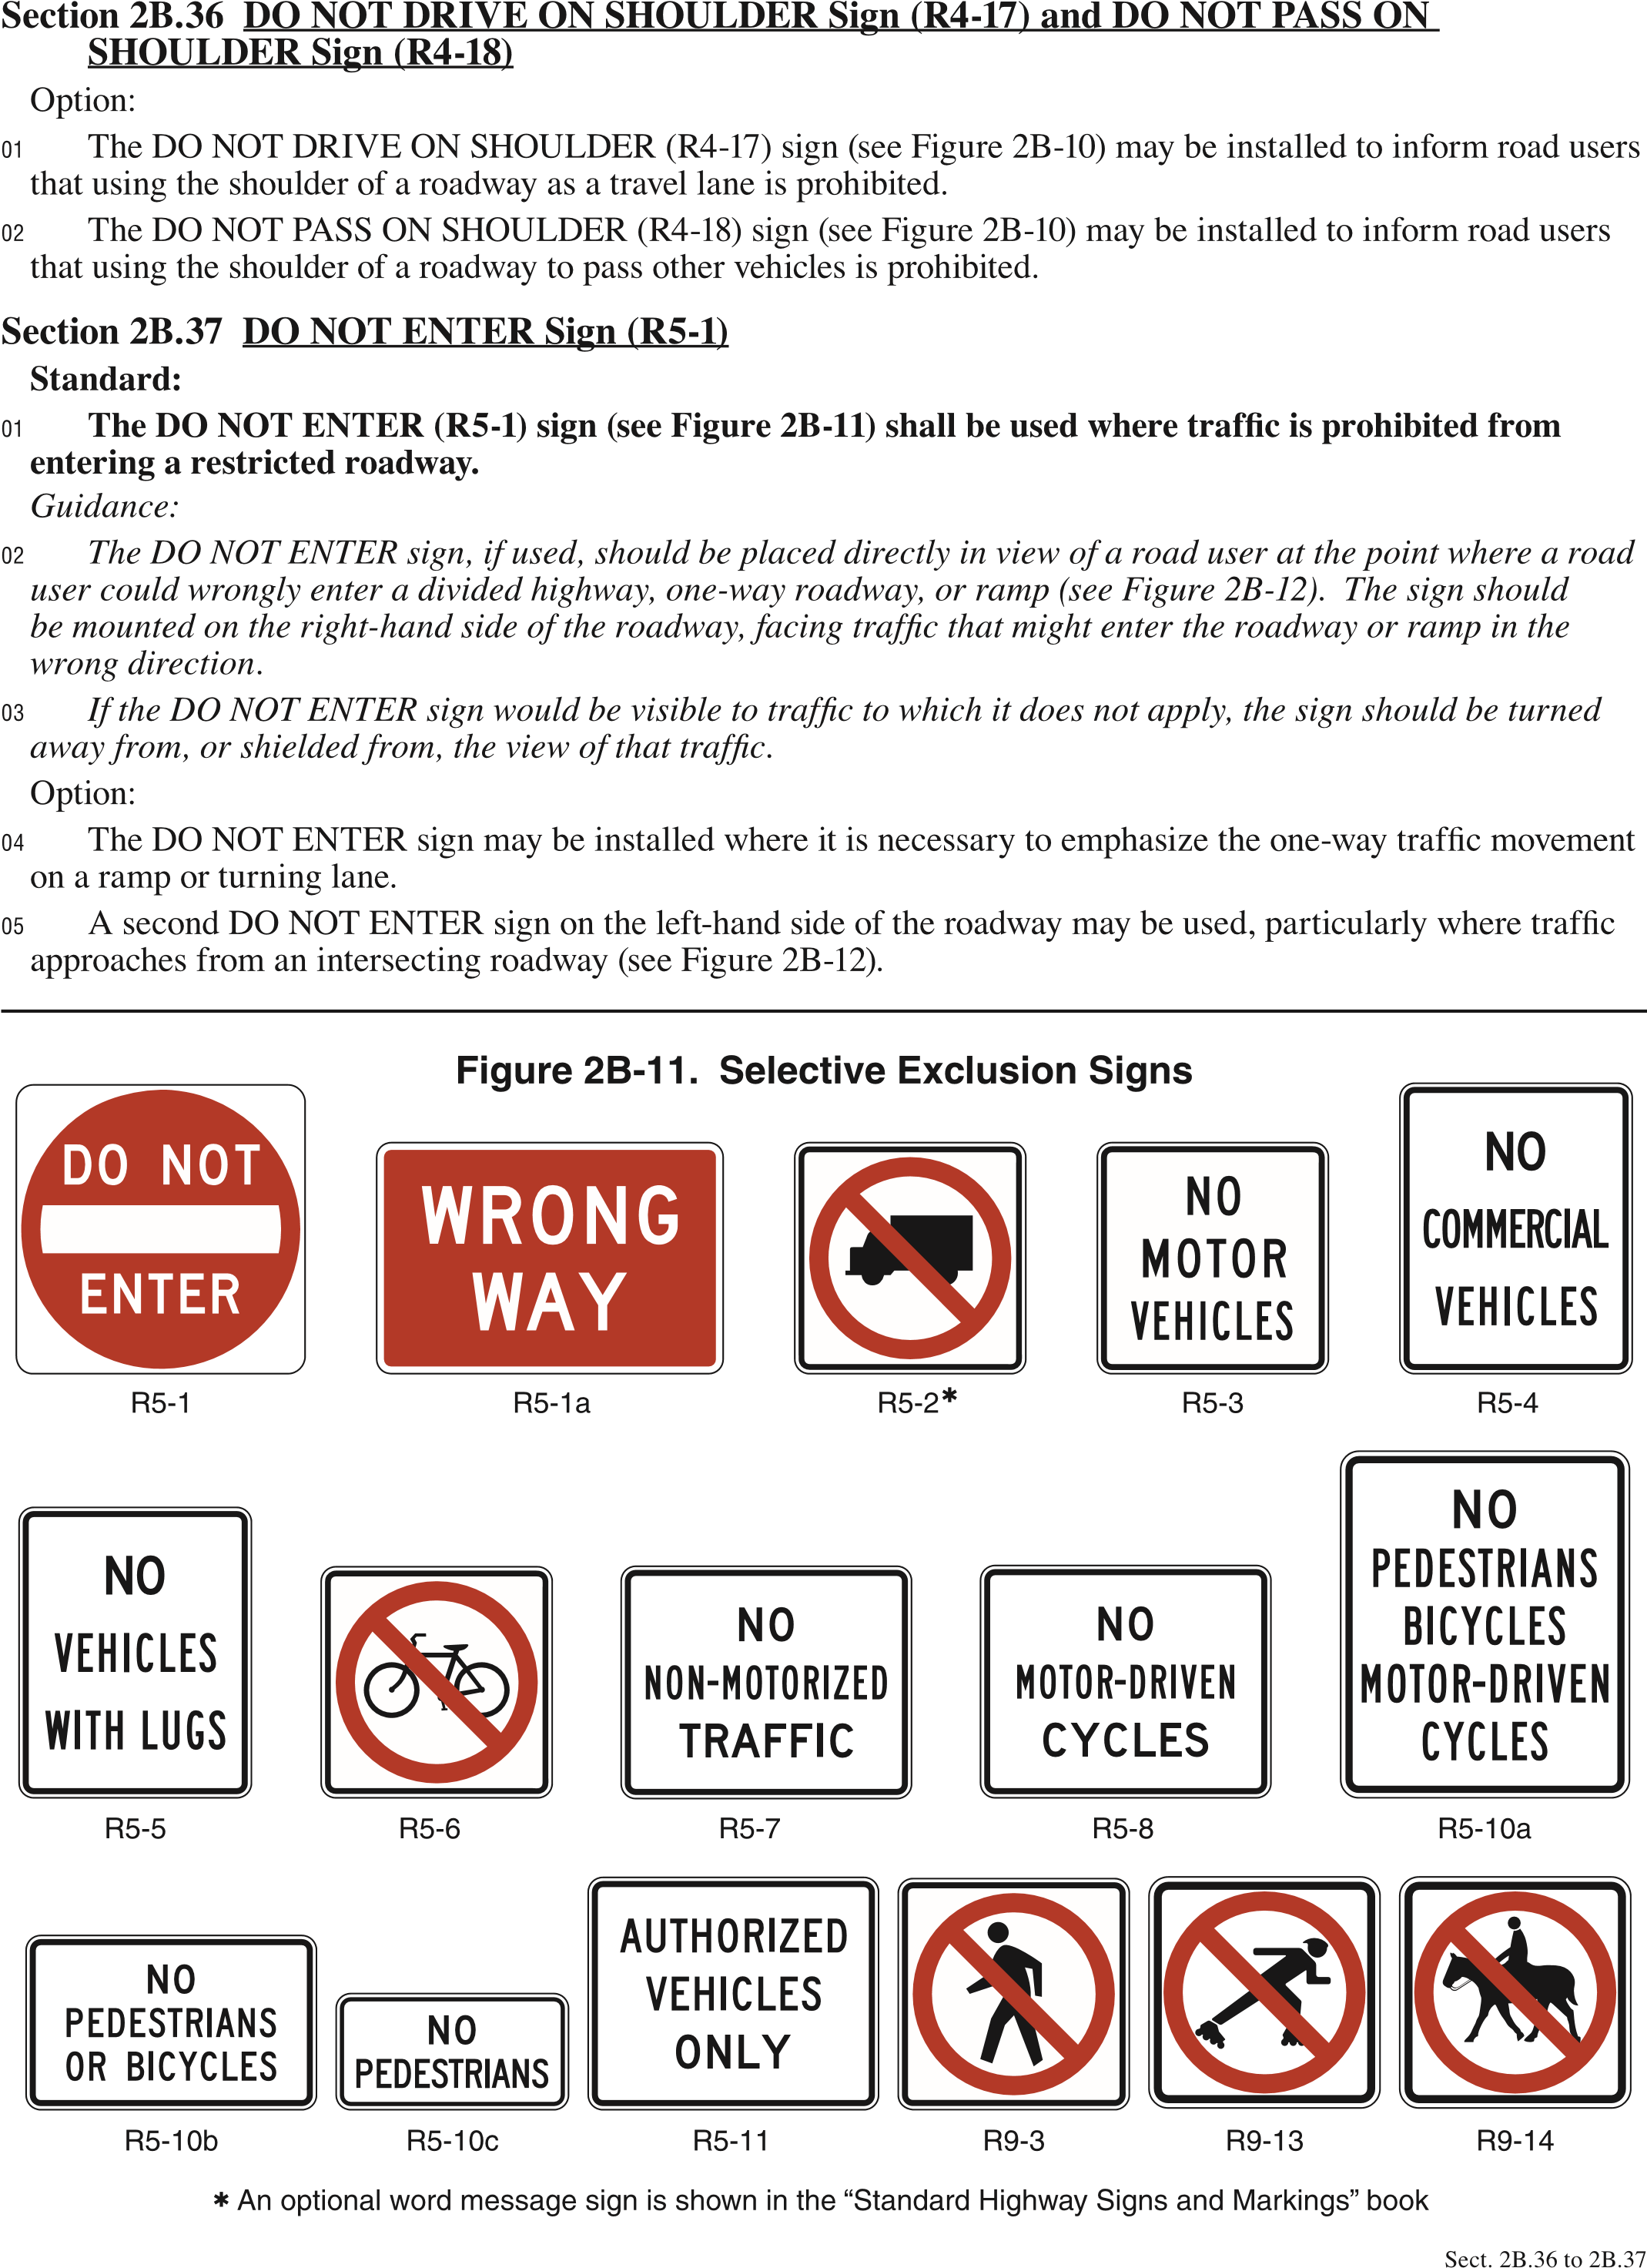 Section 2B.36 DO NOT DRIVE ON SHOULDER Sign (R4-17) and DO NOT PASS ON
SHOULDER Sign (R4-18)
Option:
01 The DO NOT DRIVE ON SHOULDER (R4-17) sign (see Figure 2B-10) may be installed to inform road users
that using the shoulder of a roadway as a travel lane is prohibited.
02 The DO NOT PASS ON SHOULDER (R4-18) sign (see Figure 2B-10) may be installed to inform road users
that using the shoulder of a roadway to pass other vehicles is prohibited.
Section 2B.37 DO NOT ENTER Sign (R5-1)
Standard:
01 The DO NOT ENTER (R5-1) sign (see Figure 2B-11) shall be used where traffic is prohibited from
entering a restricted roadway.
Guidance:
02 The DO NOT ENTER sign, if used, should be placed directly in view of a road user at the point where a road
user could wrongly enter a divided highway, one-way roadway, or ramp (see Figure 2B-12). The sign should
be mounted on the right-hand side of the roadway, facing traffic that might enter the roadway or ramp in the
wrong direction.
03 If the DO NOT ENTER sign would be visible to traffic to which it does not apply, the sign should be turned
away from, or shielded from, the view of that traffic.
Option:
04 The DO NOT ENTER sign may be installed where it is necessary to emphasize the one-way traffic movement
on a ramp or turning lane.
05 A second DO NOT ENTER sign on the left-hand side of the roadway may be used, particularly where traffic
approaches from an intersecting roadway (see Figure 2B-12).
Figure 2B-11. Selective Exclusion Signs
DO NOT
ENTER
R5-1
WRONG
WAY
R5-1a
R5-2*
NO
MOTOR
VEHICLES
R5-3
NO
COMMERCIAL
VEHICLES
R5-4
NO
VEHICLES
WITH LUGS
R5-5
R5-6
NO
NON-MOTORIZED
TRAFFIC
R5-7
NO
MOTOR-DRIVEN
CYCLES
R5-8
NO
PEDESTRIANS
BICYCLES
MOTOR-DRIVEN
CYCLES
R5-10a
NO
PEDESTRIANS
OR BICYCLES
R5-10b
NO
PEDESTRIANS
R5-10c
AUTHORIZED
VEHICLES
ONLY
R5-11
R9-3
R9-13
R9-14
* An optional word message sign is shown in the “Standard Highway Signs and Markings” book
Sect. 2B.36 to 2B.37